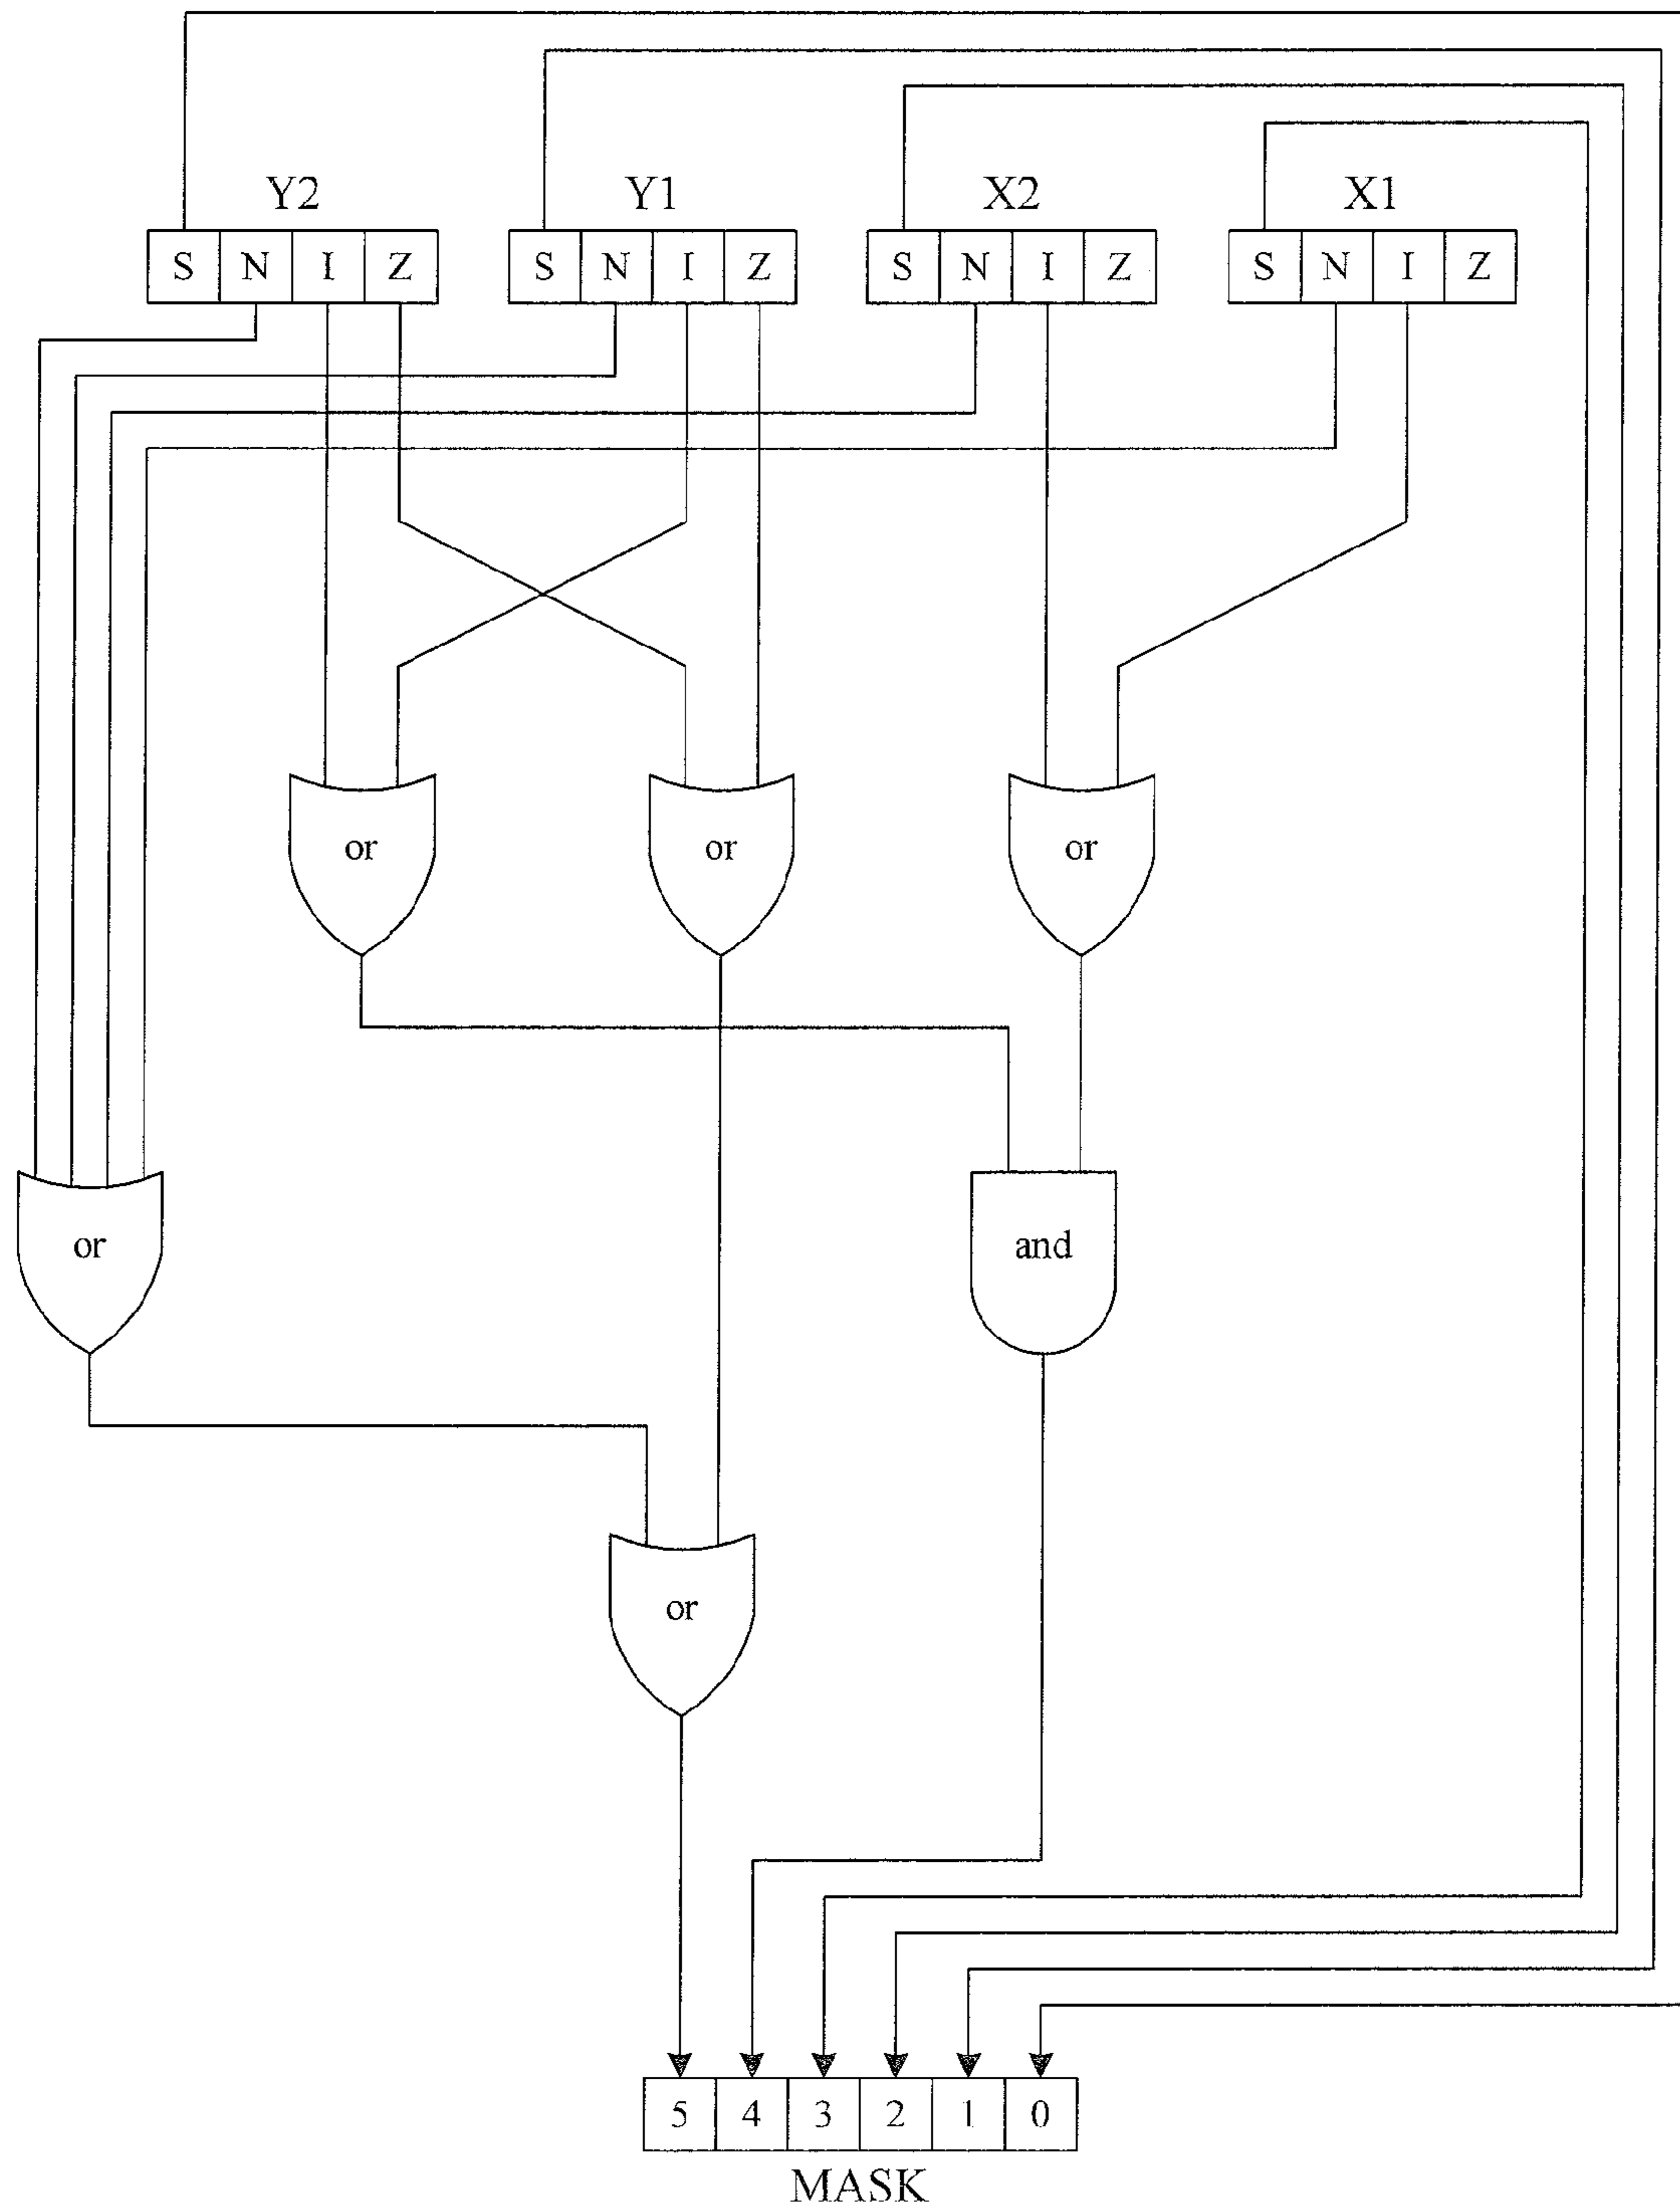 Y2 Y1 X2 X1
S N I Z S N I Z S N I Z S N I Z
or or or
or and
or
5 4 3 2 1 0
MASK